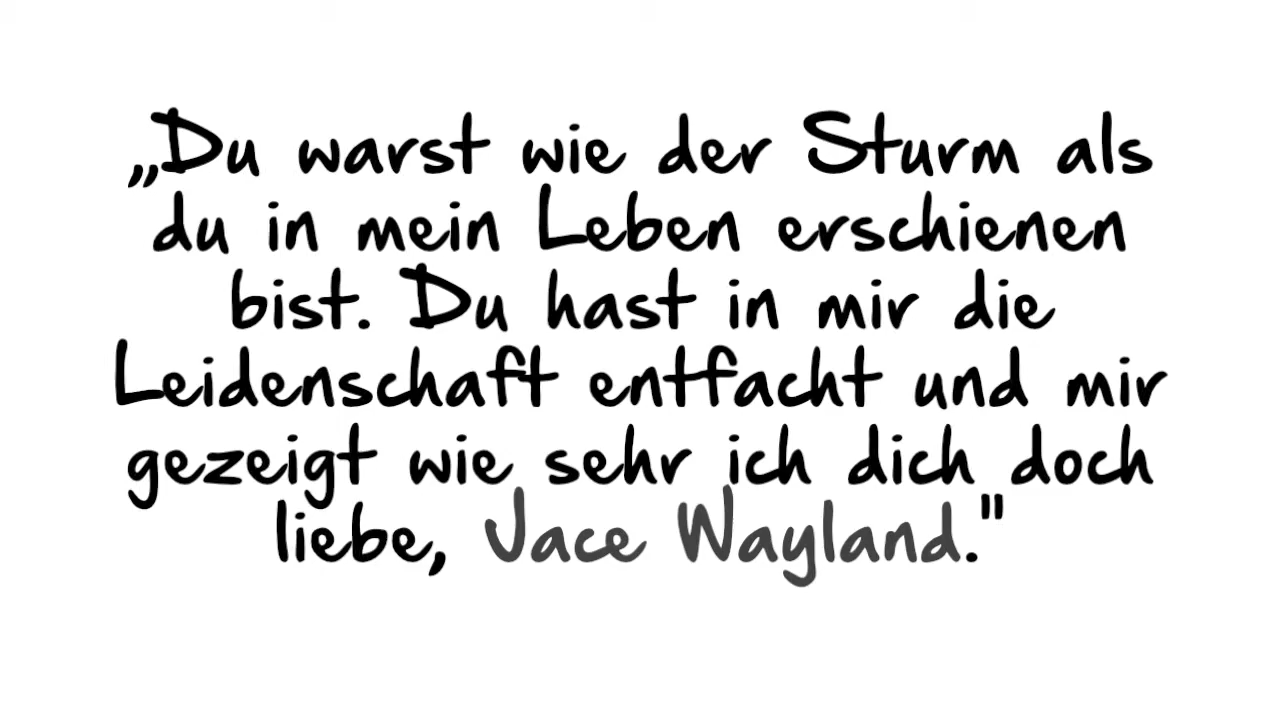 „Du warst wie der Sturm als
du in mein Leben erschienen
bist. Du hast in mir die
Leidenschaft entfacht und mir
gezeigt wie sehr ich dich doch
liebe, Jace Wayland."